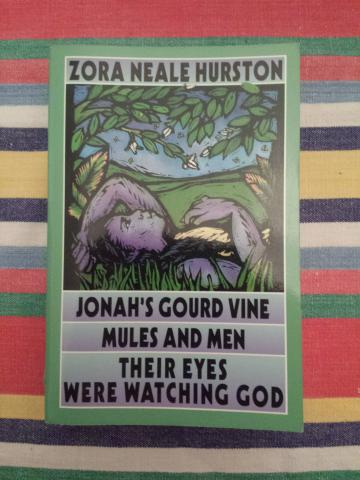 ZORA NEALE HURSTON
JONAH'S GOURD VINE
MULES AND MEN
THEIR EYES
WERE WATCHING GOD